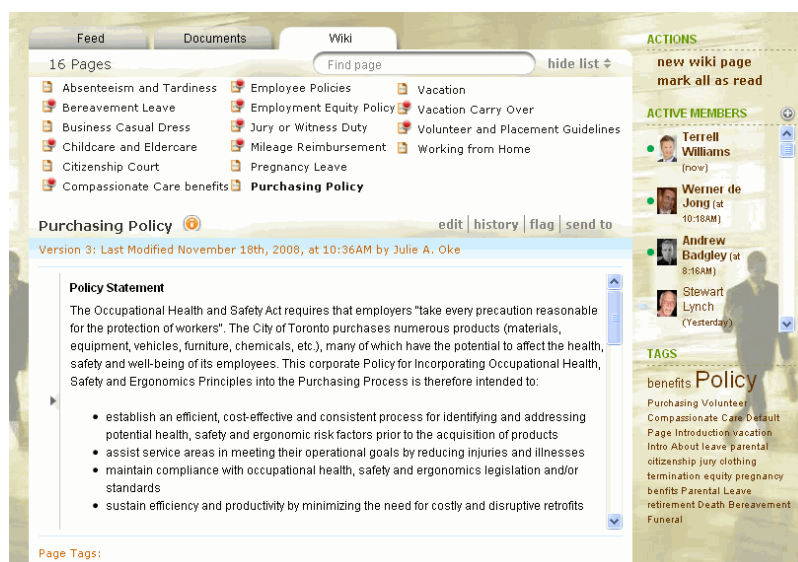 Feed
Documents
Wiki
16 Pages
Find page
hide list
Absenteeism and Tardiness
Employee Policies
Vacation
Bereavement Leave
Employment Equity Policy
Vacation Carry Over
Business Casual Dress
Jury or Witness Duty
Volunteer and Placement Guidelines
Childcare and Eldercare
Mileage Reimbursement
Working from Home
Citizenship Court
Pregnancy Leave
Compassionate Care benefits
Purchasing Policy
Purchasing Policy
edit | history | flag | send to
Version 3: Last Modified November 18th, 2008, at 10:36AM by Julie A. Oke
Policy Statement
The Occupational Health and Safety Act requires that employers "take every precaution reasonable
for the protection of workers". The City of Toronto purchases numerous products (materials,
equipment, vehicles, furniture, chemicals, etc.), many of which have the potential to affect the health,
safety and well-being of its employees. This corporate Policy for Incorporating Occupational Health,
Safety and Ergonomics Principles into the Purchasing Process is therefore intended to:
• establish an efficient, cost-effective and consistent process for identifying and addressing
potential health, safety and ergonomic risk factors prior to the acquisition of products
• assist service areas in meeting their operational goals by reducing injuries and illnesses
• maintain compliance with occupational health, safety and ergonomics legislation and/or
standards
• sustain efficiency and productivity by minimizing the need for costly and disruptive retrofits
Page Tags:
ACTIONS
new wiki page
mark all as read
ACTIVE MEMBERS
Terrell
Williams
(now)
Werner de
Jong (at
10:18AM)
Andrew
Badgley (at
8:16AM)
Stewart
Lynch
(Yesterday)
TAGS
benefits Policy
Purchasing Volunteer
Compassionate Care Default
Page Introduction vacation
Intro About leave parental
citizenship jury clothing
termination equity pregnancy
benfits Parental Leave
retirement Death Bereavement
Funeral